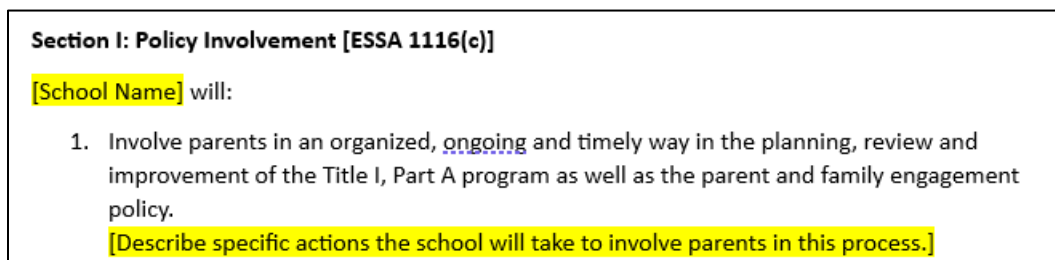 Section I: Policy Involvement [ESSA 1116(c)]
[School Name] will:
1. Involve parents in an organized, ongoing and timely way in the planning, review and
improvement of the Title I, Part A program as well as the parent and family engagement
policy.
[Describe specific actions the school will take to involve parents in this process.]